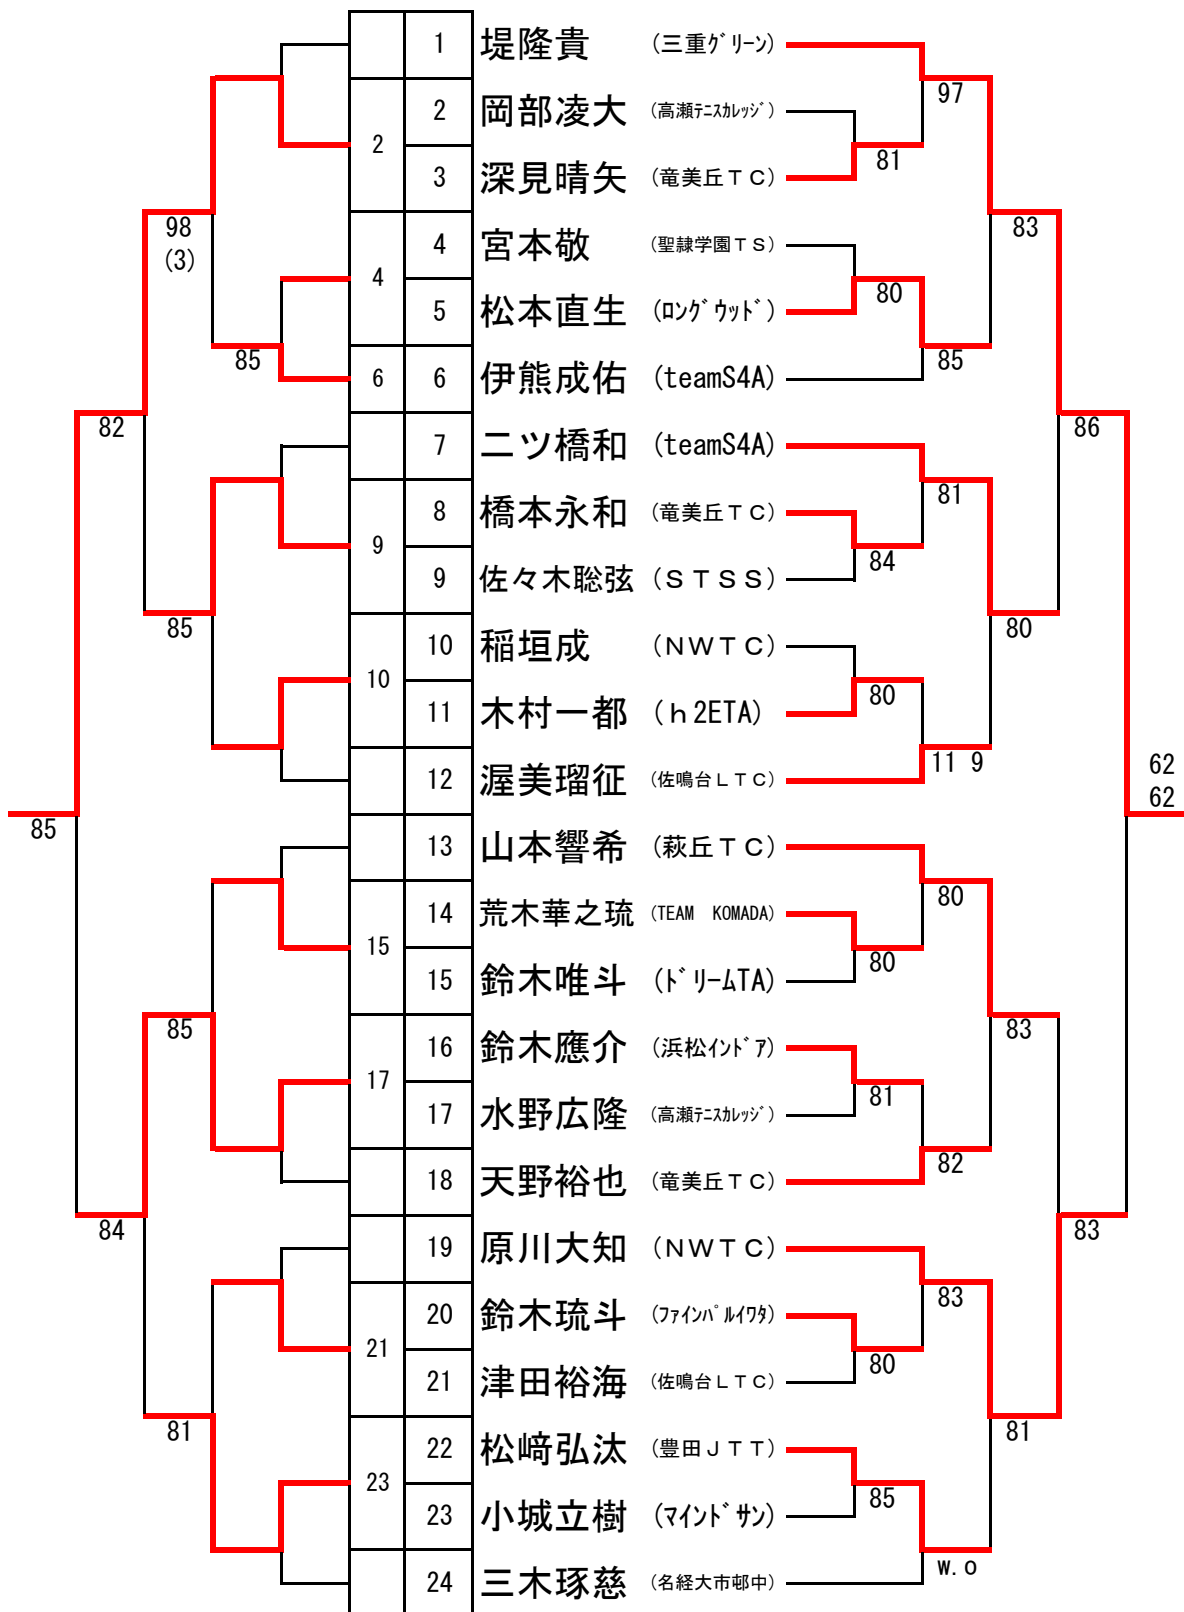 1 堤隆貴 (三重グリーン)
97
2 岡部凌大 (高瀬テニスカレッジ)
2
81
3 深見晴矢 (竜美丘TC)
98
(3)
83
4 宮本敬 (聖隷学園TS)
4
80
5 松本直生 (ロングウッド)
85
85
6 6 伊熊成佑 (teamS4A)
82
86
7 二ツ橋和 (teamS4A)
81
8 橋本永和 (竜美丘TC)
9
84
9 佐々木聡弦 (STSS)
85
80
10 稲垣成 (NWTC)
10
80
11 木村一都 (h2ETA)
11 9
62
12 渥美瑠征 (佐鳴台LTC)
62
85
13 山本響希 (萩丘TC)
80
14 荒木華之琉 (TEAM KOMADA)
15
80
15 鈴木唯斗 (ドリームTA)
85
83
16 鈴木應介 (浜松インドア)
17
81
17 水野広隆 (高瀬テニスカレッジ)
82
18 天野裕也 (竜美丘TC)
84
83
19 原川大知 (NWTC)
83
20 鈴木琉斗 (ファインパルイワタ)
21
80
21 津田裕海 (佐鳴台LTC)
81
81
22 松﨑弘汰 (豊田JTT)
23
85
23 小城立樹 (マインドサン)
w.o
24 三木琢慈 (名経大市邨中)